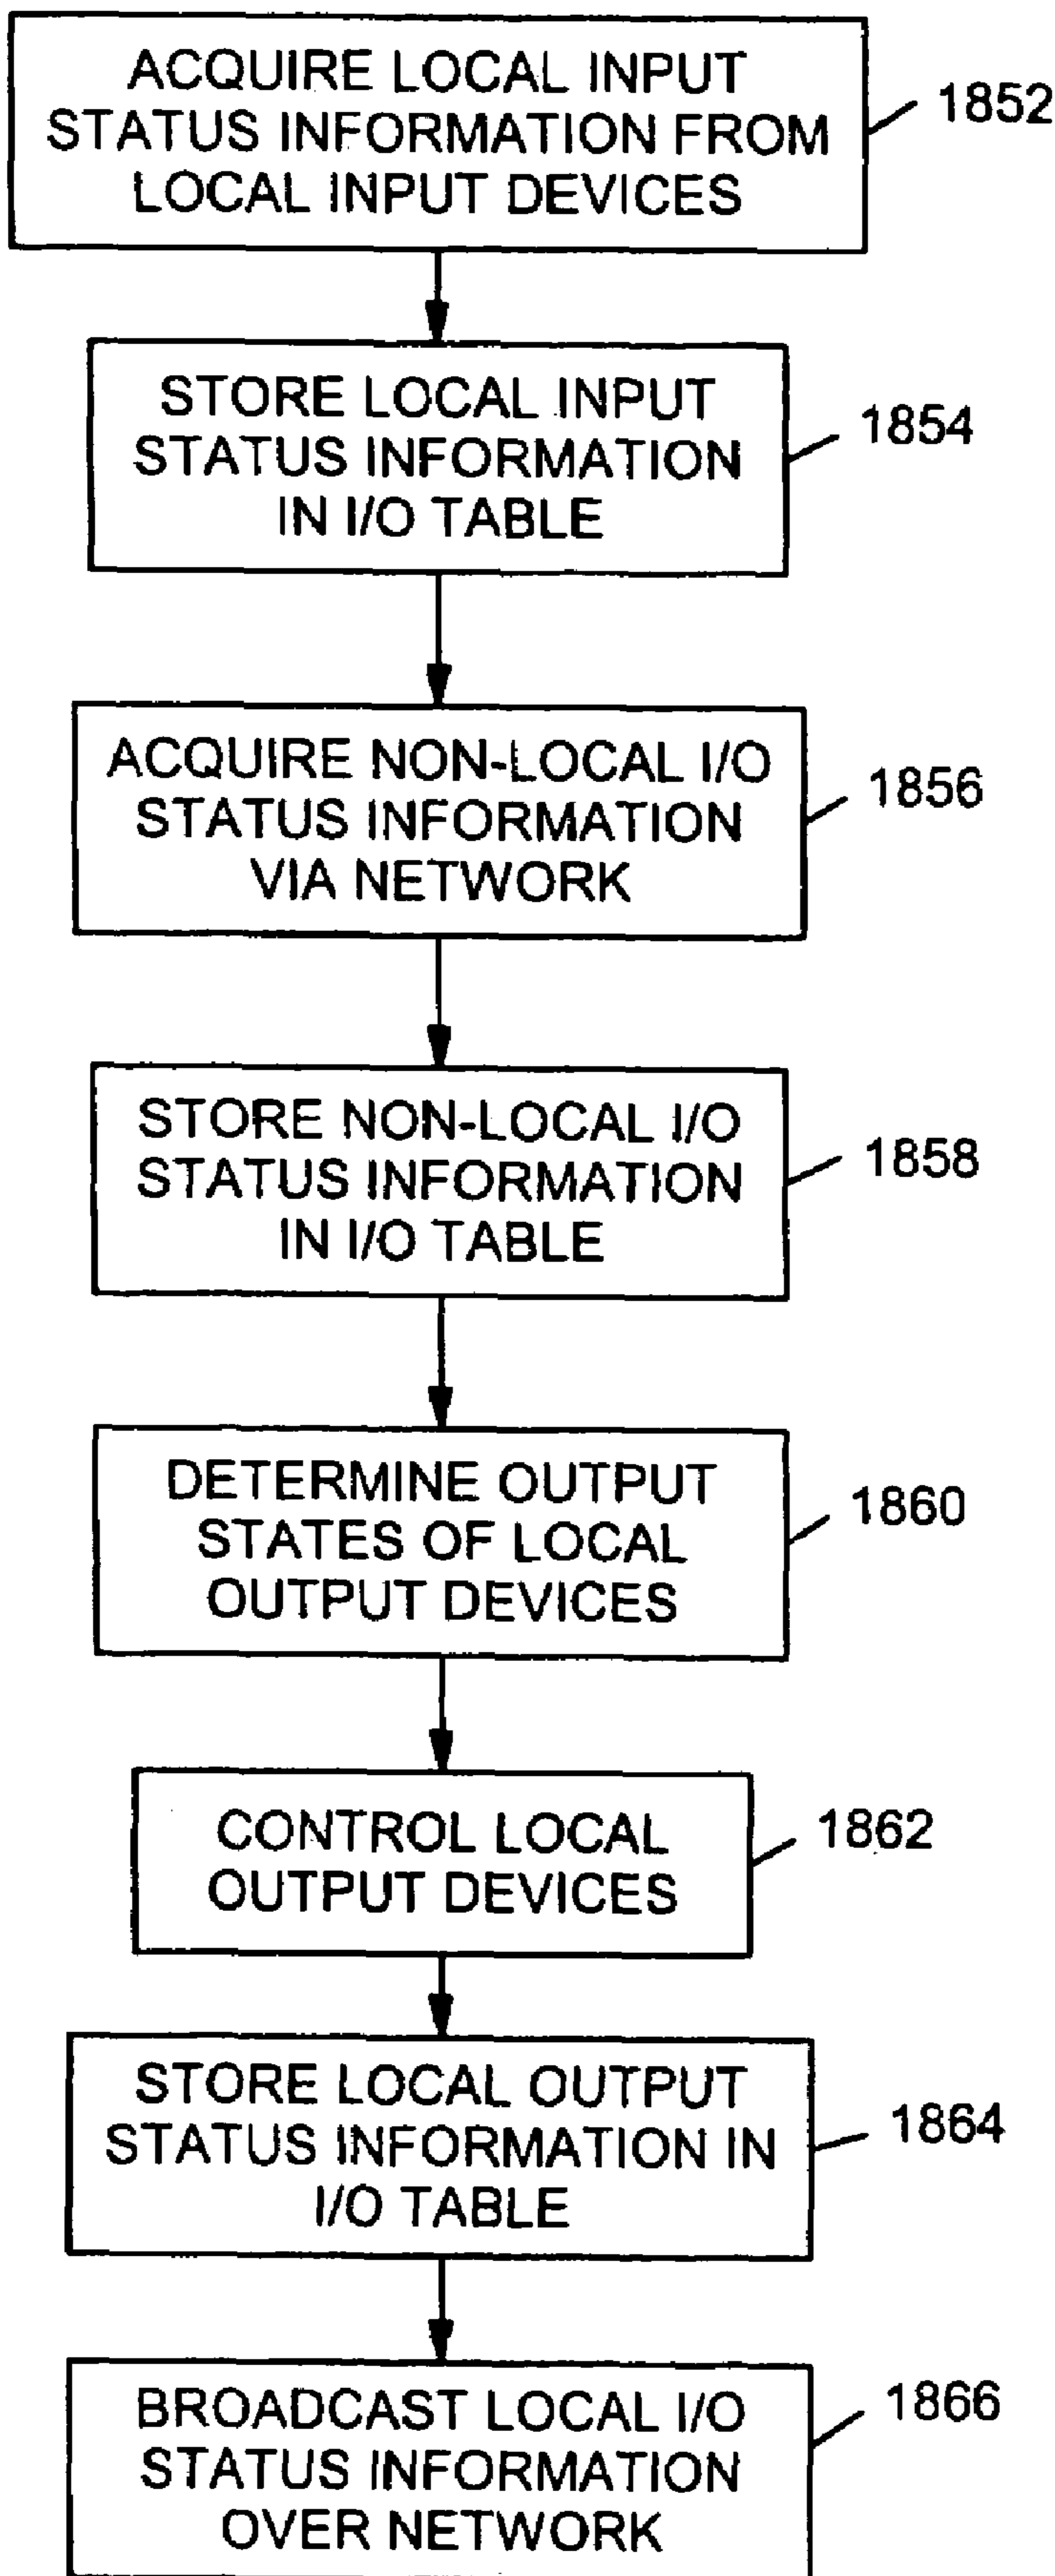 ACQUIRE LOCAL INPUT
STATUS INFORMATION FROM
LOCAL INPUT DEVICES
1852
STORE LOCAL INPUT
STATUS INFORMATION
IN I/O TABLE
1854
ACQUIRE NON-LOCAL I/O
STATUS INFORMATION
VIA NETWORK
1856
STORE NON-LOCAL I/O
STATUS INFORMATION
IN I/O TABLE
1858
DETERMINE OUTPUT
STATES OF LOCAL
OUTPUT DEVICES
1860
CONTROL LOCAL
OUTPUT DEVICES
1862
STORE LOCAL OUTPUT
STATUS INFORMATION IN
I/O TABLE
1864
BROADCAST LOCAL I/O
STATUS INFORMATION
OVER NETWORK
1866